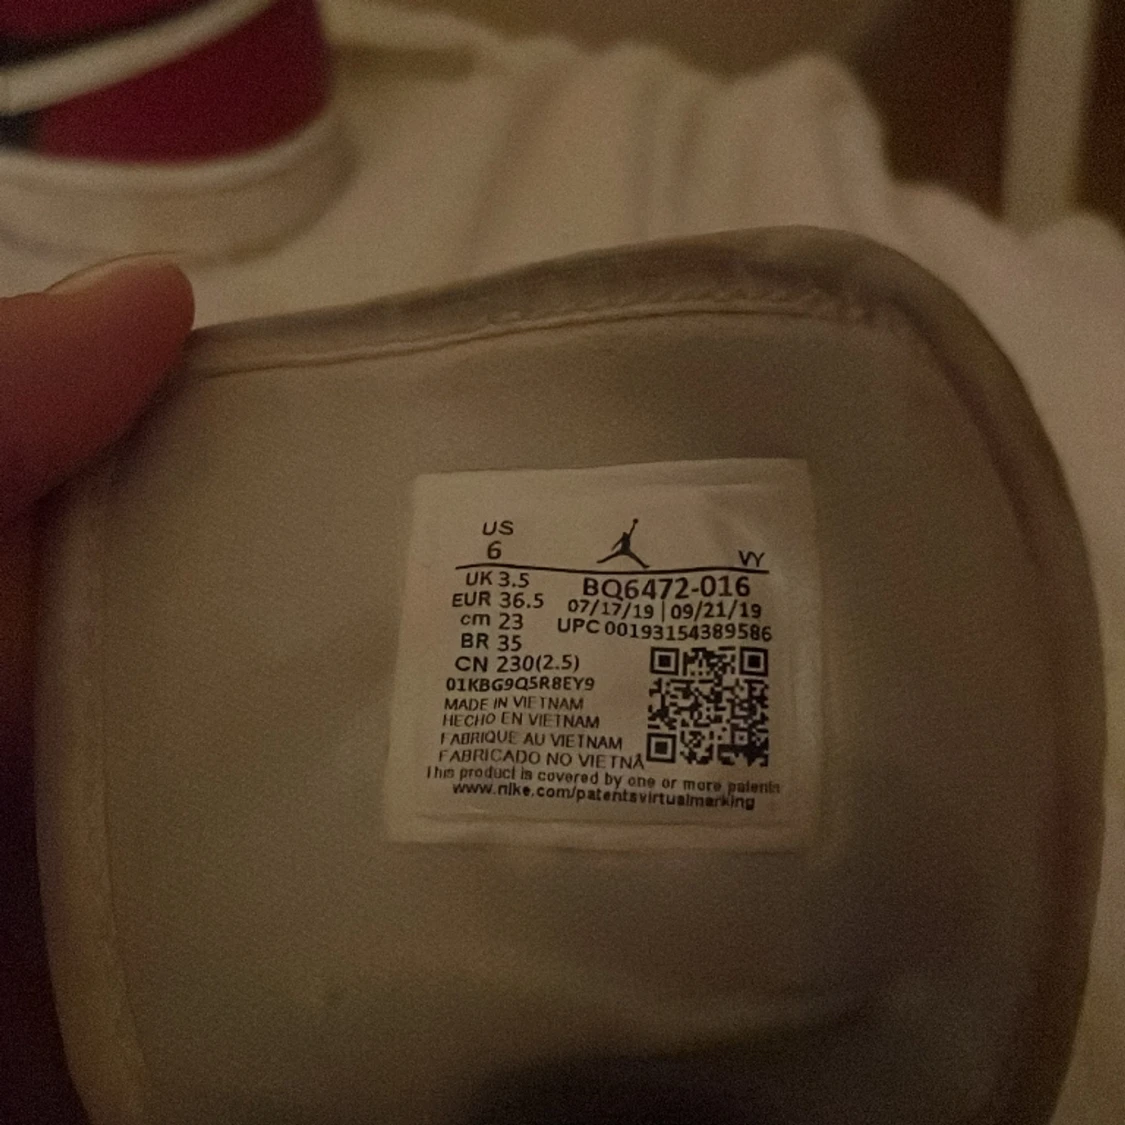 US
6
VY
UK 3.5
EUR 36.5
cm 23
BR 35
CN 230(2.5)
01KBG9Q5R8EY9
BQ6472-016
07/17/19 | 09/21/19
UPC 00193154389586
MADE IN VIETNAM
HECHO EN VIETNAM
FABRIQUE AU VIETNAM
FABRICADO NO VIETNÃ
This product is covered by one or more patents
www.nike.com/patentsvirtualmarking